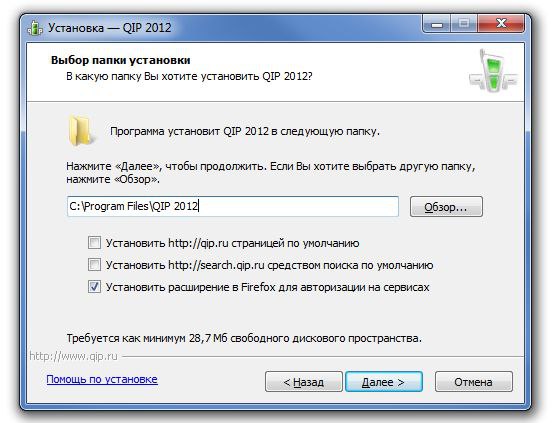 Установка — QIP 2012
Выбор папки установки
В какую папку Вы хотите установить QIP 2012?
Программа установит QIP 2012 в следующую папку.
Нажмите «Далее», чтобы продолжить. Если Вы хотите выбрать другую папку,
нажмите «Обзор».
C:\Program Files\QIP 2012
Обзор...
Установить http://qip.ru страницей по умолчанию
Установить http://search.qip.ru средством поиска по умолчанию
Установить расширение в Firefox для авторизации на сервисах
Требуется как минимум 28,7 Мб свободного дискового пространства.
http://www.qip.ru
Помощь по установке
< Назад
Далее >
Отмена